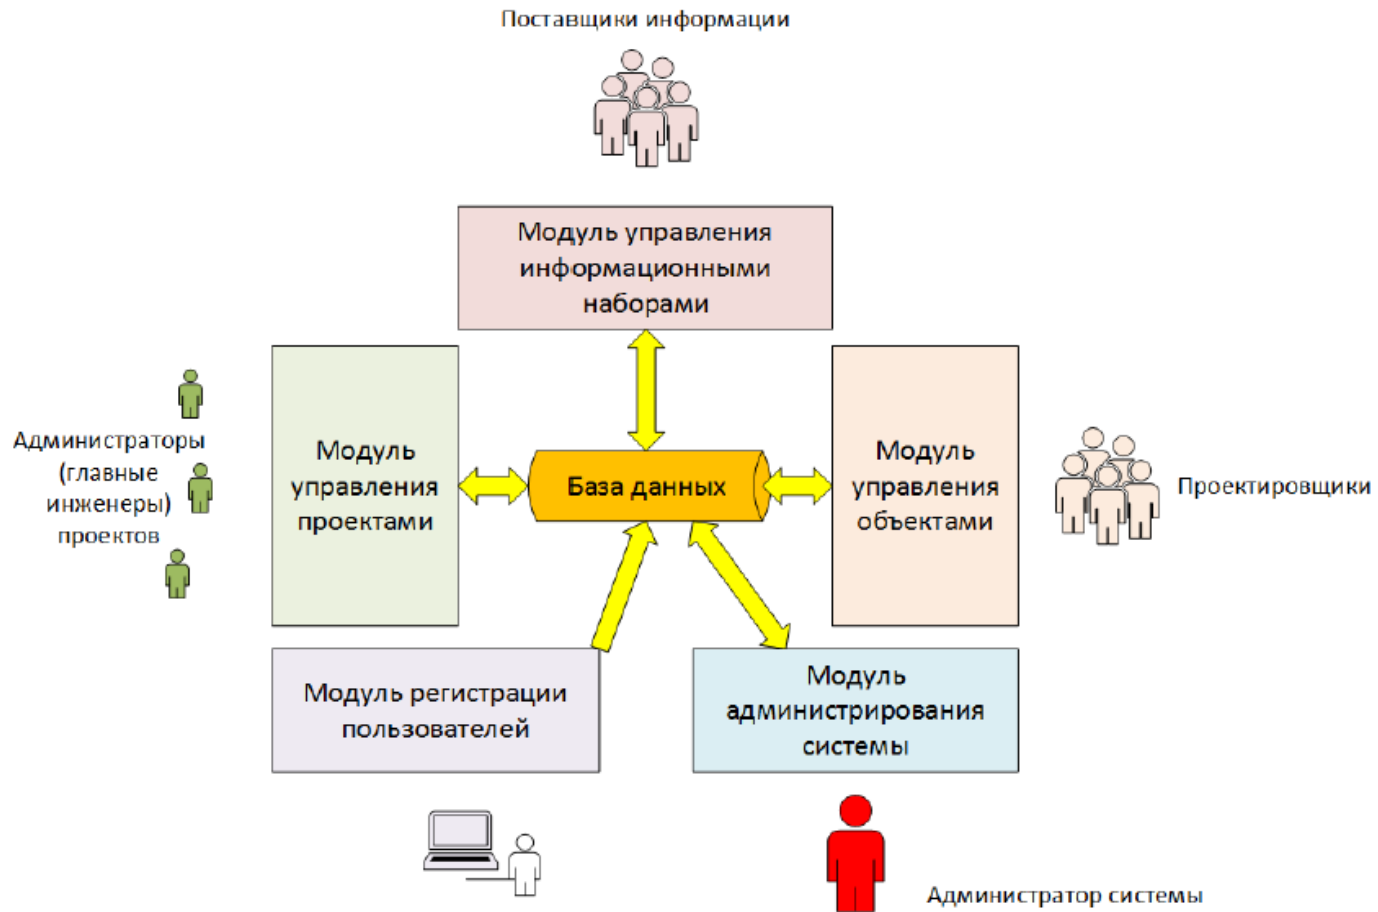 Поставщики информации
Модуль управления
информационными
наборами
Администраторы
(главные
инженеры)
проектов
Модуль
управления
проектами
База данных
Модуль
управления
объектами
Проектировщики
Модуль регистрации
пользователей
Модуль
администрирования
системы
Администратор системы